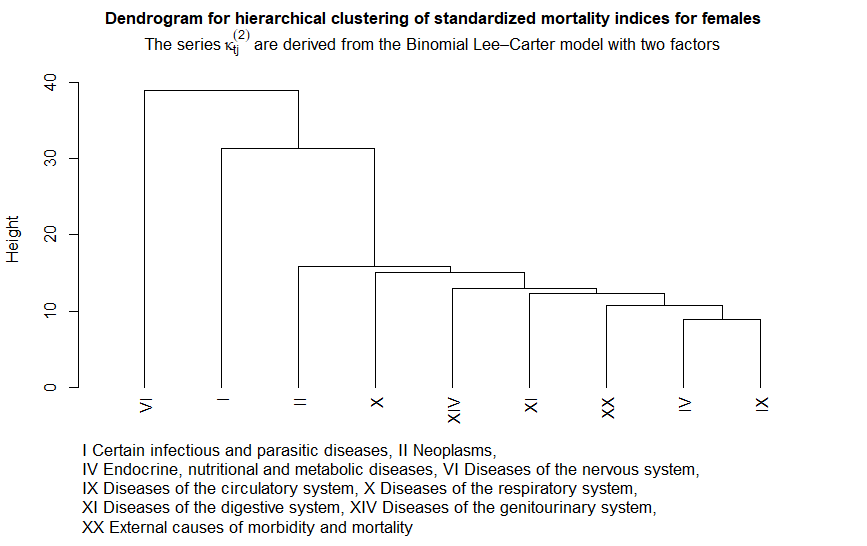 Dendrogram for hierarchical clustering of standardized mortality indices for females
The series κtj(2) are derived from the Binomial Lee–Carter model with two factors
40
30
20
10
0
Height
VI I II X XIV XI XX IV IX
I Certain infectious and parasitic diseases, II Neoplasms,
IV Endocrine, nutritional and metabolic diseases, VI Diseases of the nervous system,
IX Diseases of the circulatory system, X Diseases of the respiratory system,
XI Diseases of the digestive system, XIV Diseases of the genitourinary system,
XX External causes of morbidity and mortality